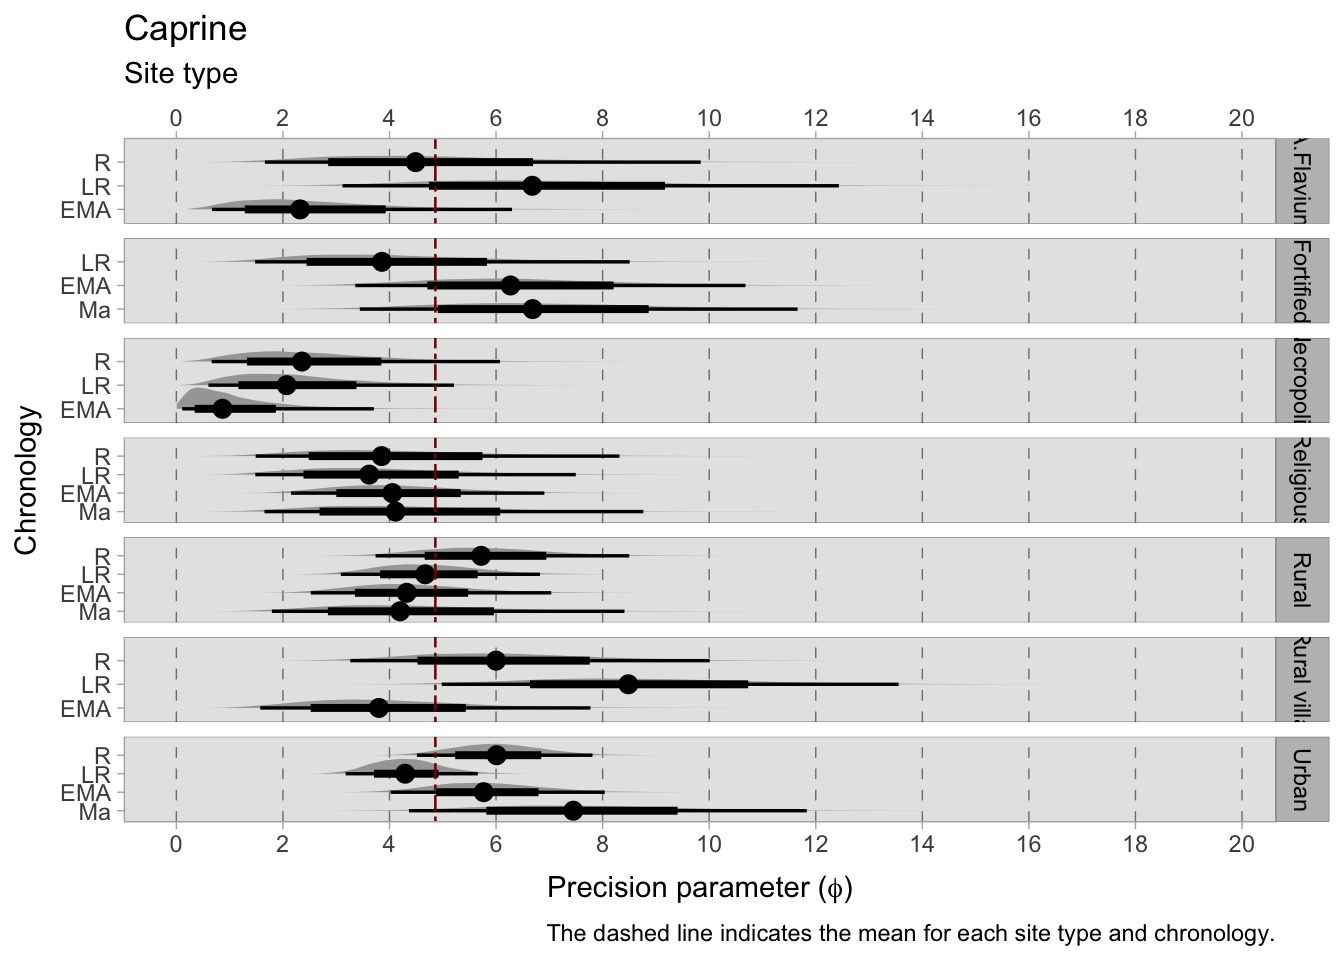 Caprine
Site type
0 2 4 6 8 10 12 14 16 18 20
R
LR
EMA
LR
EMA
Ma
Fortified
R
LR
EMA
R
LR
EMA
Ma
Religious
R
LR
EMA
Ma
Rural
R
LR
EMA
Rural villa
R
LR
EMA
Ma
Urban
Chronology
0 2 4 6 8 10 12 14 16 18 20
Precision parameter (ϕ)
The dashed line indicates the mean for each site type and chronology.